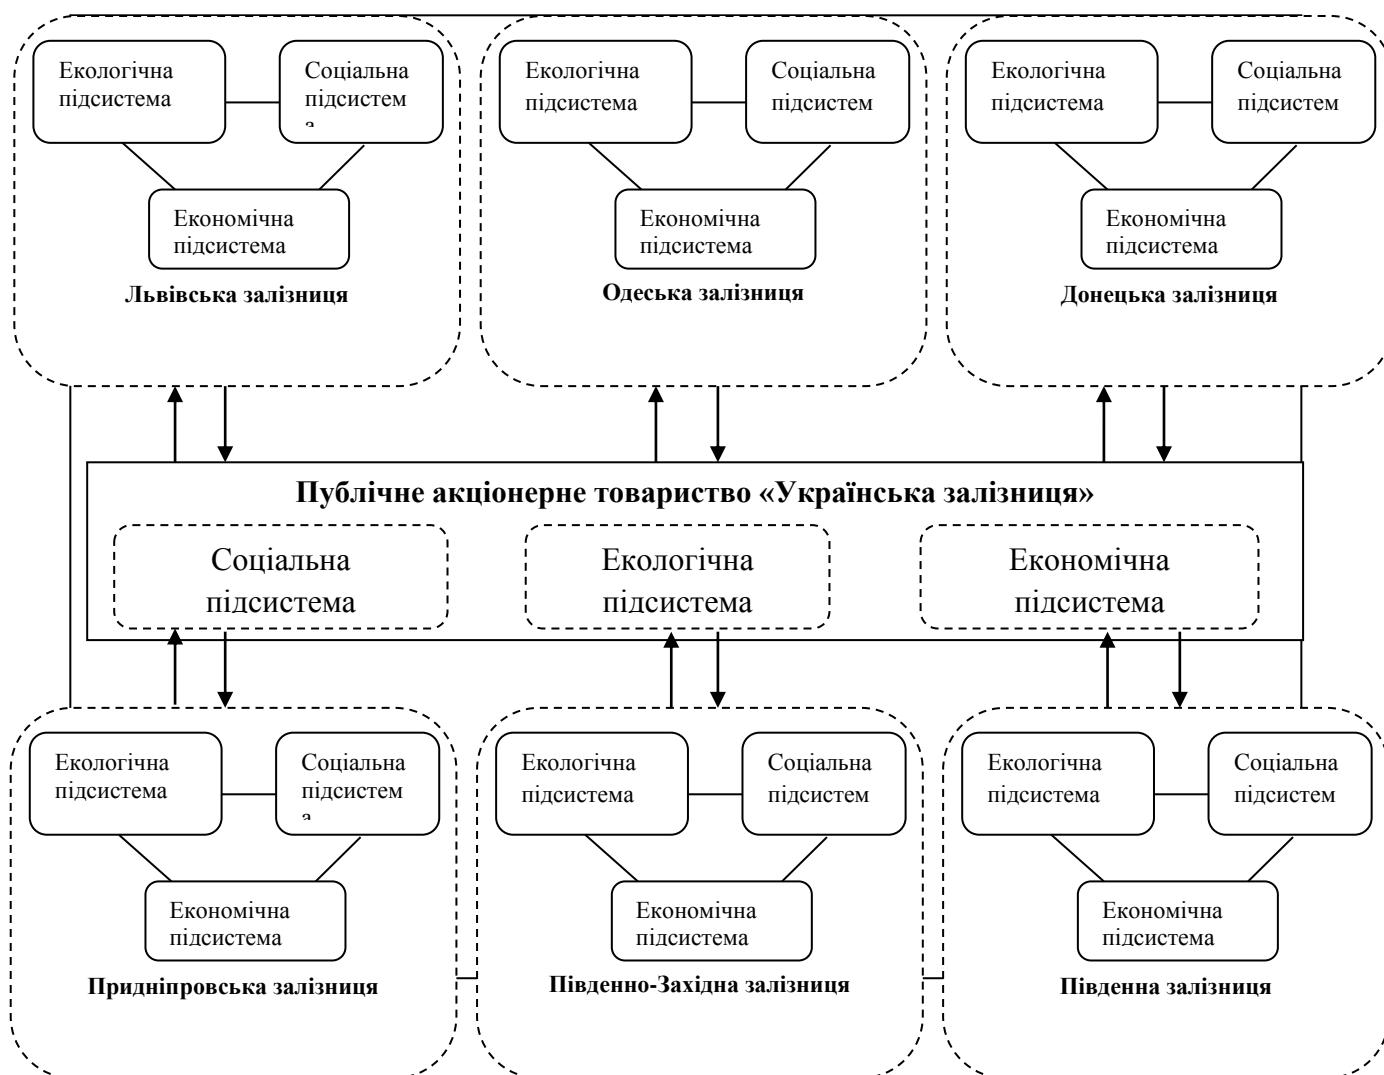 Екологічна
підсистема
Соціальна
підсистем
а
Економічна
підсистема
Львівська залізниця
Екологічна
підсистема
Соціальна
підсистем
Економічна
підсистема
Одеська залізниця
Екологічна
підсистема
Соціальна
підсистем
Економічна
підсистема
Донецька залізниця
Публічне акціонерне товариство «Українська залізниця»
Соціальна
підсистема
Екологічна
підсистема
Економічна
підсистема
Екологічна
підсистема
Соціальна
підсистем
а
Економічна
підсистема
Придніпровська залізниця
Екологічна
підсистема
Соціальна
підсистем
Економічна
підсистема
Південно-Західна залізниця
Екологічна
підсистема
Соціальна
підсистем
Економічна
підсистема
Південна залізниця